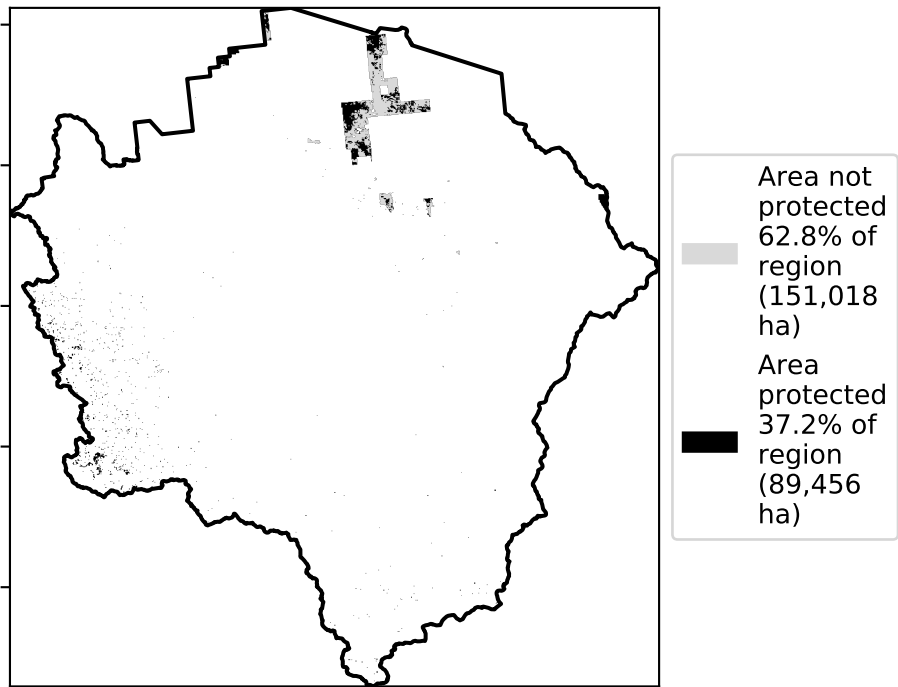 Area not
protected
62.8% of
region
(151,018
ha)
Area
protected
37.2% of
region
(89,456
ha)